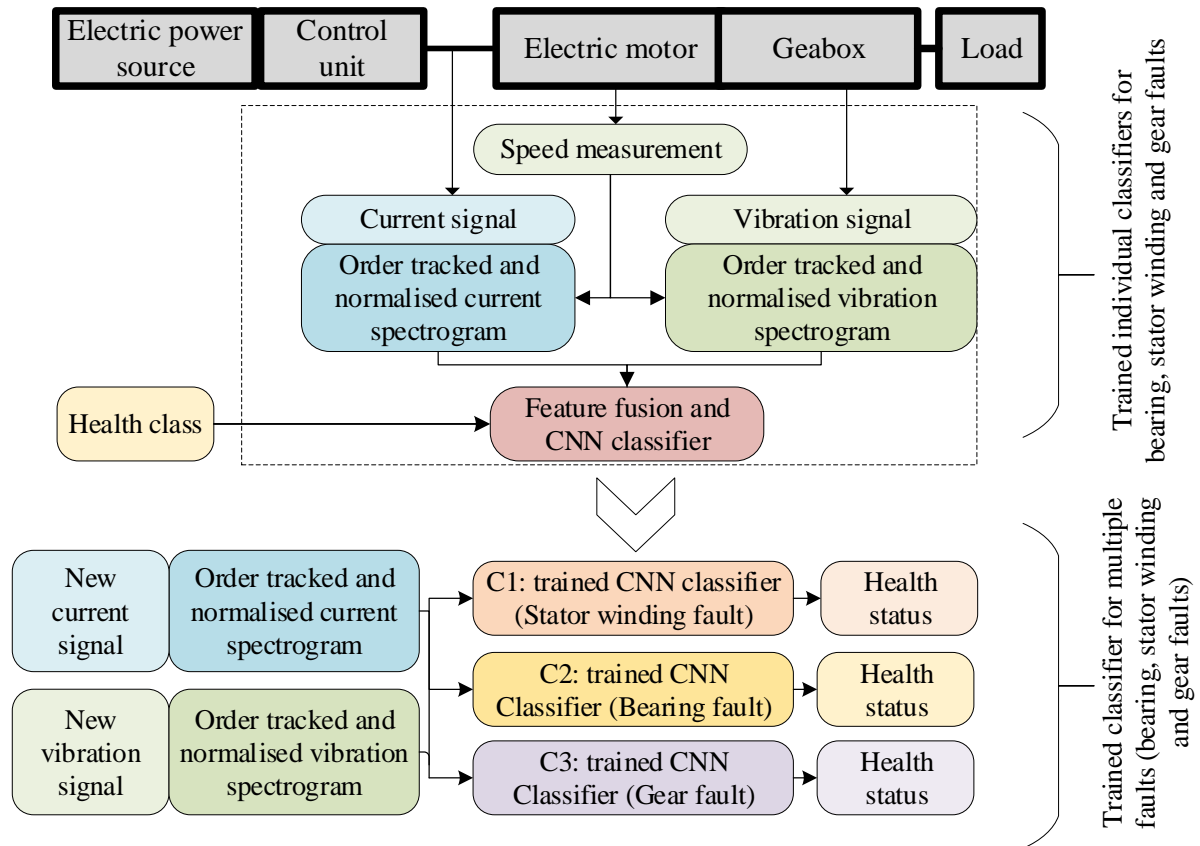 Electric power
source
Control
unit
Electric motor
Geabox
Load
Speed measurement
Current signal
Vibration signal
Order tracked and
normalised current
spectrogram
Order tracked and
normalised vibration
spectrogram
Health class
Feature fusion and
CNN classifier
Trained individual classifiers for
bearing, stator winding and gear faults
New
current
signal
Order tracked and
normalised current
spectrogram
C1: trained CNN classifier
(Stator winding fault)
Health
status
C2: trained CNN
Classifier (Bearing fault)
Health
status
New
vibration
signal
Order tracked and
normalised vibration
spectrogram
C3: trained CNN
Classifier (Gear fault)
Health
status
Trained classifier for multiple
faults (bearing, stator winding
and gear faults)